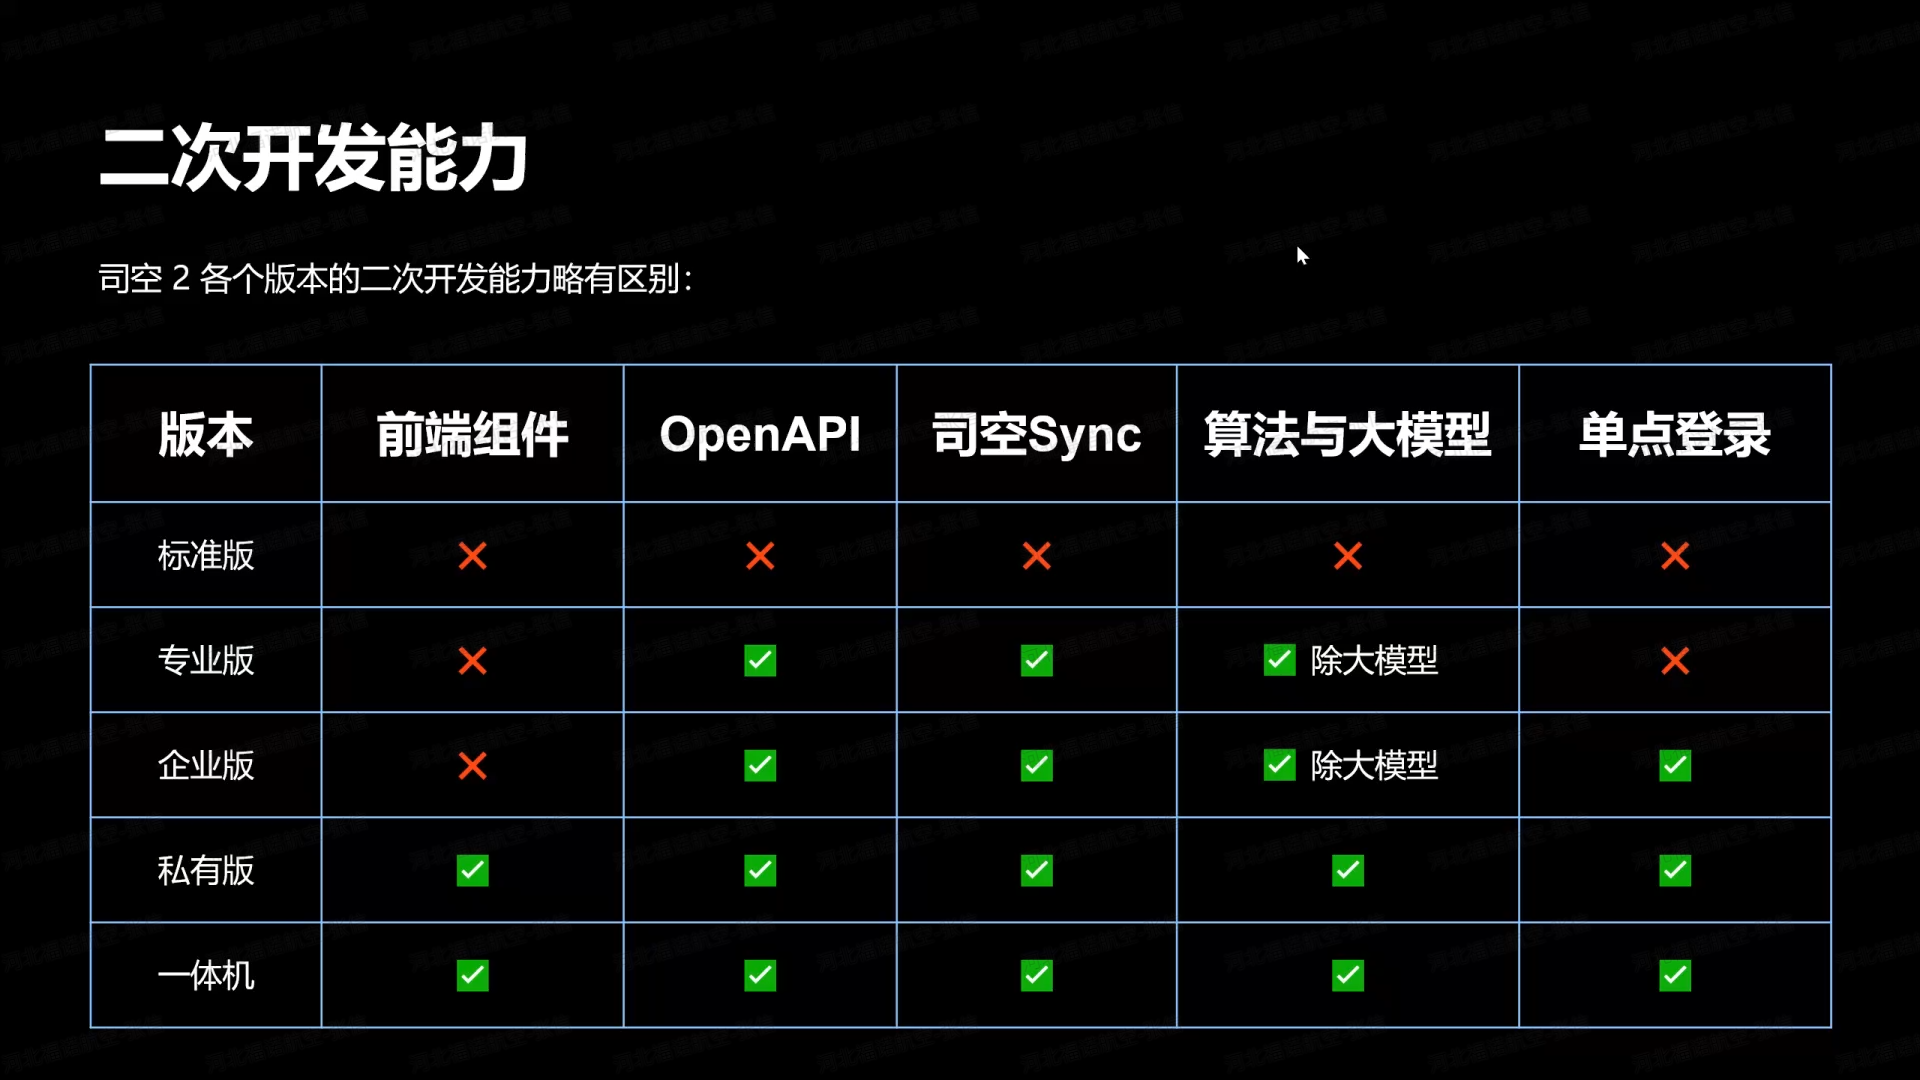 二次开发能力
司空 2 各个版本的二次开发能力略有区别：
版本 前端组件 OpenAPI 司空Sync 算法与大模型 单点登录
标准版 ❌ ❌ ❌ ❌ ❌
专业版 ❌ ✅ ✅ ✅ 除大模型 ❌
企业版 ❌ ✅ ✅ ✅ 除大模型 ✅
私有版 ✅ ✅ ✅ ✅ ✅
一体机 ✅ ✅ ✅ ✅ ✅